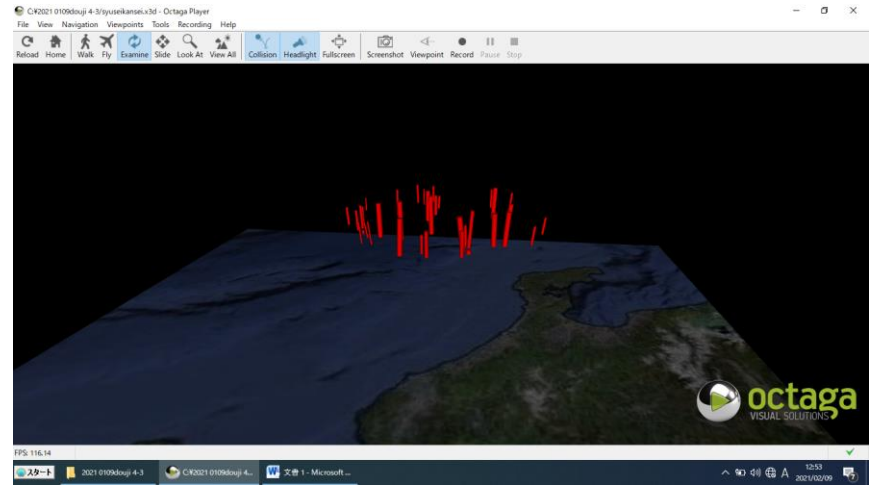 C:¥2021 0109douji 4-3/syuseikansei.x3d - Octaga Player
File View Navigation Viewpoints Tools Recording Help
Reload Home Walk Fly Examine Slide Look At View All Collision Headlight Fullscreen Screenshot Viewpoint Record Pause Stop
octaga
VISUAL SOLUTIONS
FPS: 116.14
スタート 2021 0109douji 4-3 C:¥2021 0109douji 4... 文書 1 - Microsoft ... A 12:53
2021/02/09